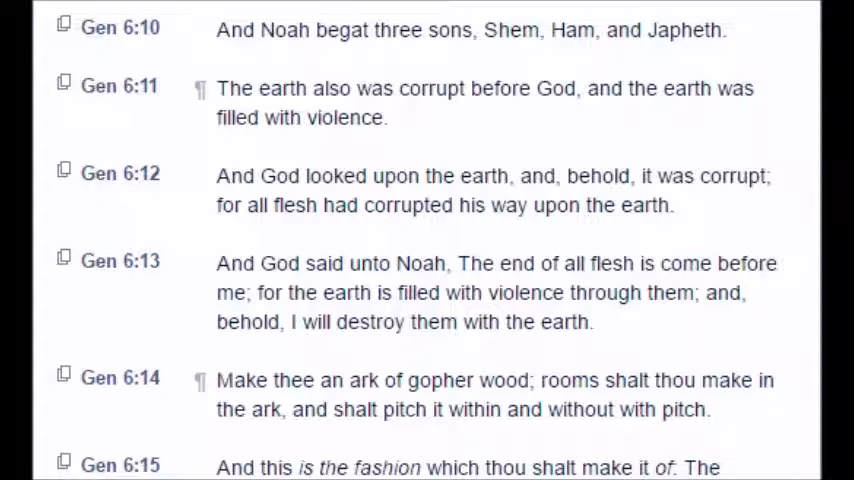 Gen 6:10 And Noah begat three sons, Shem, Ham, and Japheth.
Gen 6:11 ¶ The earth also was corrupt before God, and the earth was
filled with violence.
Gen 6:12 And God looked upon the earth, and, behold, it was corrupt;
for all flesh had corrupted his way upon the earth.
Gen 6:13 And God said unto Noah, The end of all flesh is come before
me; for the earth is filled with violence through them; and,
behold, I will destroy them with the earth.
Gen 6:14 ¶ Make thee an ark of gopher wood; rooms shalt thou make in
the ark, and shalt pitch it within and without with pitch.
Gen 6:15 And this is the fashion which thou shalt make it of: The